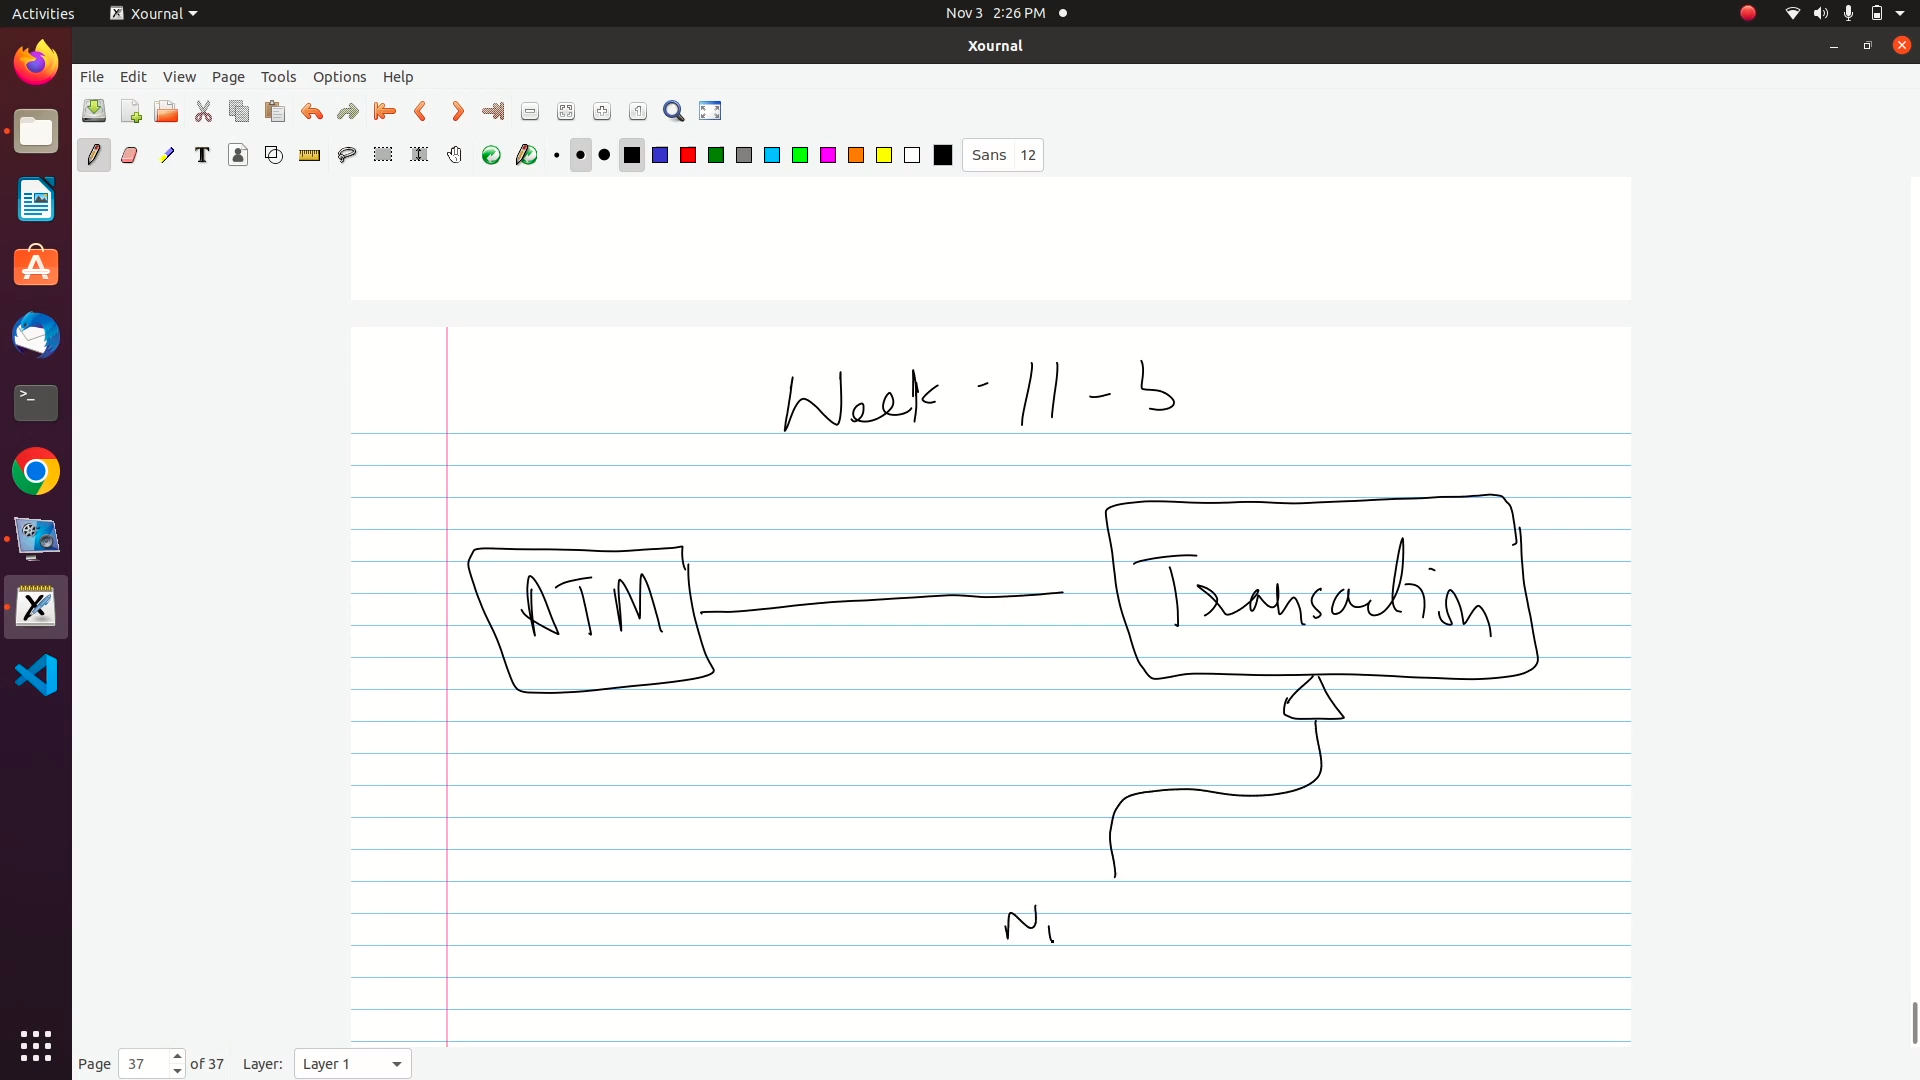 Activities Xournal Nov 3 2:26 PM
Xournal
File Edit View Page Tools Options Help
T Sans 12
Week - 11 - 3
ATM Transaction
Page 37 of 37 Layer: Layer 1